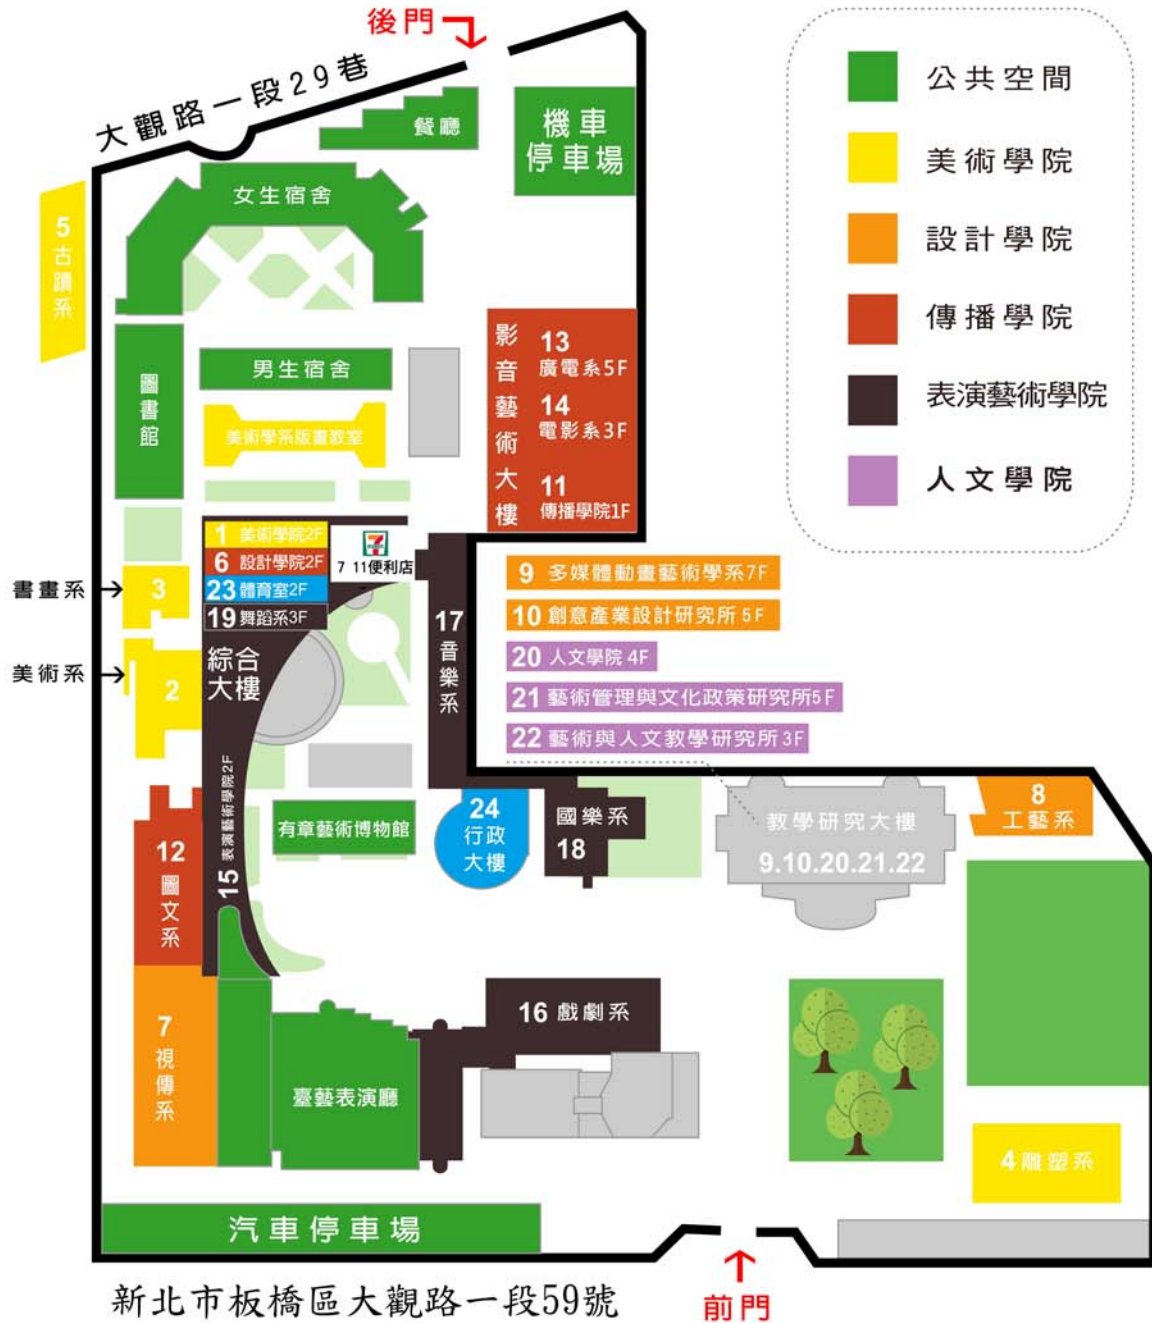 後門
大觀路一段29巷
餐廳
機車
停車場
女生宿舍
5
古蹟系
圖書館
男生宿舍
美術學系版畫教室
影音藝術大樓
13
廣電系5F
14
電影系3F
11
傳播學院1F
1 美術學院2F
6 設計學院2F
23 體育室2F
19 舞蹈系3F
7
7 11便利店
書畫系
3
美術系
2
綜合
大樓
17
音樂系
9 多媒體動畫藝術學系7F
10 創意產業設計研究所5F
20 人文學院 4F
21 藝術管理與文化政策研究所5F
22 藝術與人文教學研究所3F
15 表演藝術學院2F
12
圖文系
有章藝術博物館
24
行政
大樓
國樂系
18
教學研究大樓
9.10.20.21.22
8
工藝系
7
視傳系
臺藝表演廳
16 戲劇系
4 雕塑系
汽車停車場
前門
新北市板橋區大觀路一段59號
公共空間
美術學院
設計學院
傳播學院
表演藝術學院
人文學院